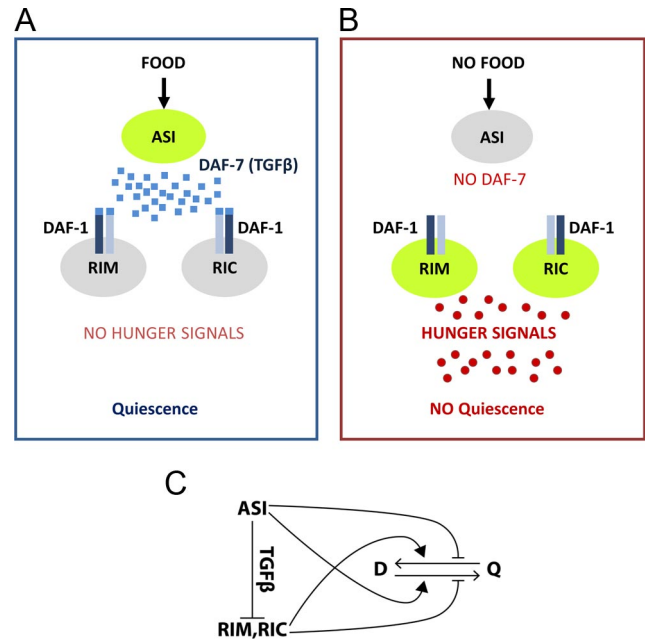 A
FOOD
ASI
DAF-7 (TGFβ)
DAF-1
DAF-1
RIM
RIC
NO HUNGER SIGNALS
Quiescence
B
NO FOOD
ASI
NO DAF-7
DAF-1
DAF-1
RIM
RIC
HUNGER SIGNALS
NO Quiescence
C
ASI
TGFβ
D
Q
RIM,RIC